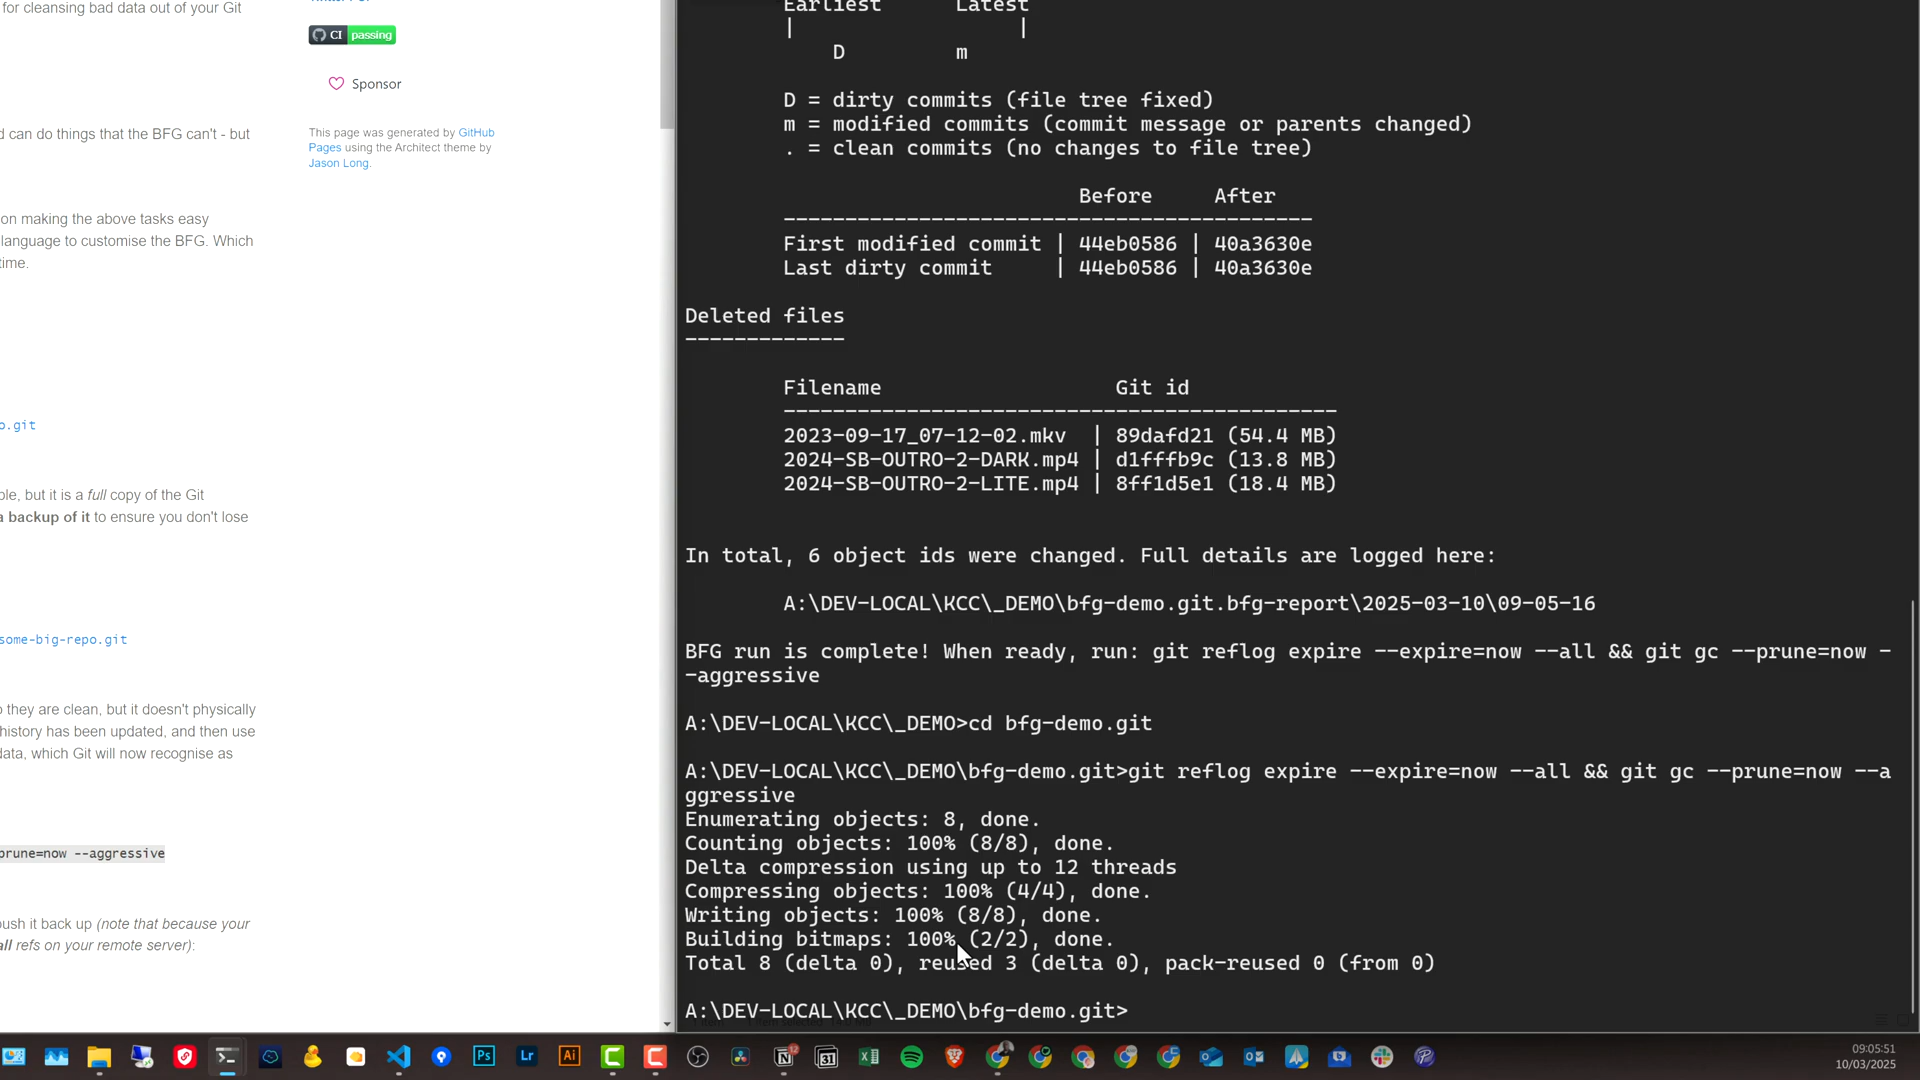 for cleansing bad data out of your Git
CI passing
Sponsor
This page was generated by GitHub
Pages using the Architect theme by
Jason Long.
d can do things that the BFG can't - but
on making the above tasks easy
language to customise the BFG. Which
time.
o.git
ple, but it is a full copy of the Git
a backup of it to ensure you don't lose
some-big-repo.git
o they are clean, but it doesn't physically
history has been updated, and then use
data, which Git will now recognise as
prune=now --aggressive
push it back up (note that because your
all refs on your remote server):
Earliest Latest
| |
D m
D = dirty commits (file tree fixed)
m = modified commits (commit message or parents changed)
. = clean commits (no changes to file tree)
Before After
-------------------------------------------
First modified commit | 44eb0586 | 40a3630e
Last dirty commit | 44eb0586 | 40a3630e
Deleted files
-------------
Filename Git id
---------------------------------------------
2023-09-17_07-12-02.mkv | 89dafd21 (54.4 MB)
2024-SB-OUTRO-2-DARK.mp4 | d1fffb9c (13.8 MB)
2024-SB-OUTRO-2-LITE.mp4 | 8ff1d5e1 (18.4 MB)
In total, 6 object ids were changed. Full details are logged here:
A:\DEV-LOCAL\KCC\_DEMO\bfg-demo.git.bfg-report\2025-03-10\09-05-16
BFG run is complete! When ready, run: git reflog expire --expire=now --all && git gc --prune=now -
-aggressive
A:\DEV-LOCAL\KCC\_DEMO>cd bfg-demo.git
A:\DEV-LOCAL\KCC\_DEMO\bfg-demo.git>git reflog expire --expire=now --all && git gc --prune=now --a
ggressive
Enumerating objects: 8, done.
Counting objects: 100% (8/8), done.
Delta compression using up to 12 threads
Compressing objects: 100% (4/4), done.
Writing objects: 100% (8/8), done.
Building bitmaps: 100% (2/2), done.
Total 8 (delta 0), reused 3 (delta 0), pack-reused 0 (from 0)
A:\DEV-LOCAL\KCC\_DEMO\bfg-demo.git>
Ps
Lr
Ai
31
09:05:51
10/03/2025